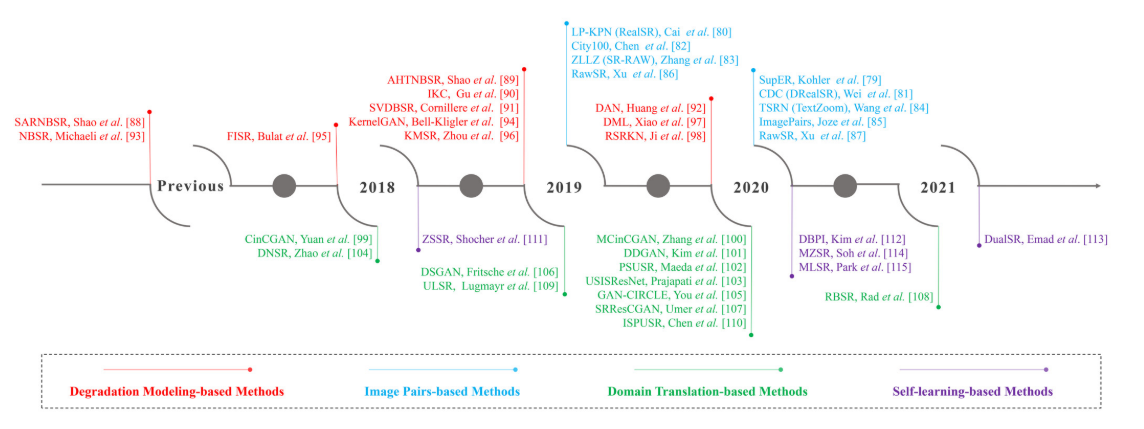 LP-KPN (RealSR), Cai et al. [80]
City100, Chen et al. [82]
ZLLZ (SR-RAW), Zhang et al. [83]
RawSR, Xu et al. [86]
AHTNBSR, Shao et al. [89]
IKC, Gu et al. [90]
SVDBSR, Cornillere et al. [91]
KernelGAN, Bell-Kligler et al. [94]
KMSR, Zhou et al. [96]
SupER, Kohler et al. [79]
CDC (DRealSR), Wei et al. [81]
TSRN (TextZoom), Wang et al. [84]
ImagePairs, Joze et al. [85]
RawSR, Xu et al. [87]
SARNBSR, Shao et al. [88]
NBSR, Michaeli et al. [93]
FISR, Bulat et al. [95]
DAN, Huang et al. [92]
DML, Xiao et al. [97]
RSRKN, Ji et al. [98]
Previous
2018
2019
2020
2021
CinCGAN, Yuan et al. [99]
DNSR, Zhao et al. [104]
ZSSR, Shocher et al. [111]
DSGAN, Fritsche et al. [106]
ULSR, Lugmayr et al. [109]
MCinCGAN, Zhang et al. [100]
DDGAN, Kim et al. [101]
PSUSR, Maeda et al. [102]
USISResNet, Prajapati et al. [103]
GAN-CIRCLE, You et al. [105]
SRResCGAN, Umer et al. [107]
ISPUSR, Chen et al. [110]
DBPI, Kim et al. [112]
MZSR, Soh et al. [114]
MLSR, Park et al. [115]
RBSR, Rad et al. [108]
DualSR, Emad et al. [113]
Degradation Modeling-based Methods
Image Pairs-based Methods
Domain Translation-based Methods
Self-learning-based Methods